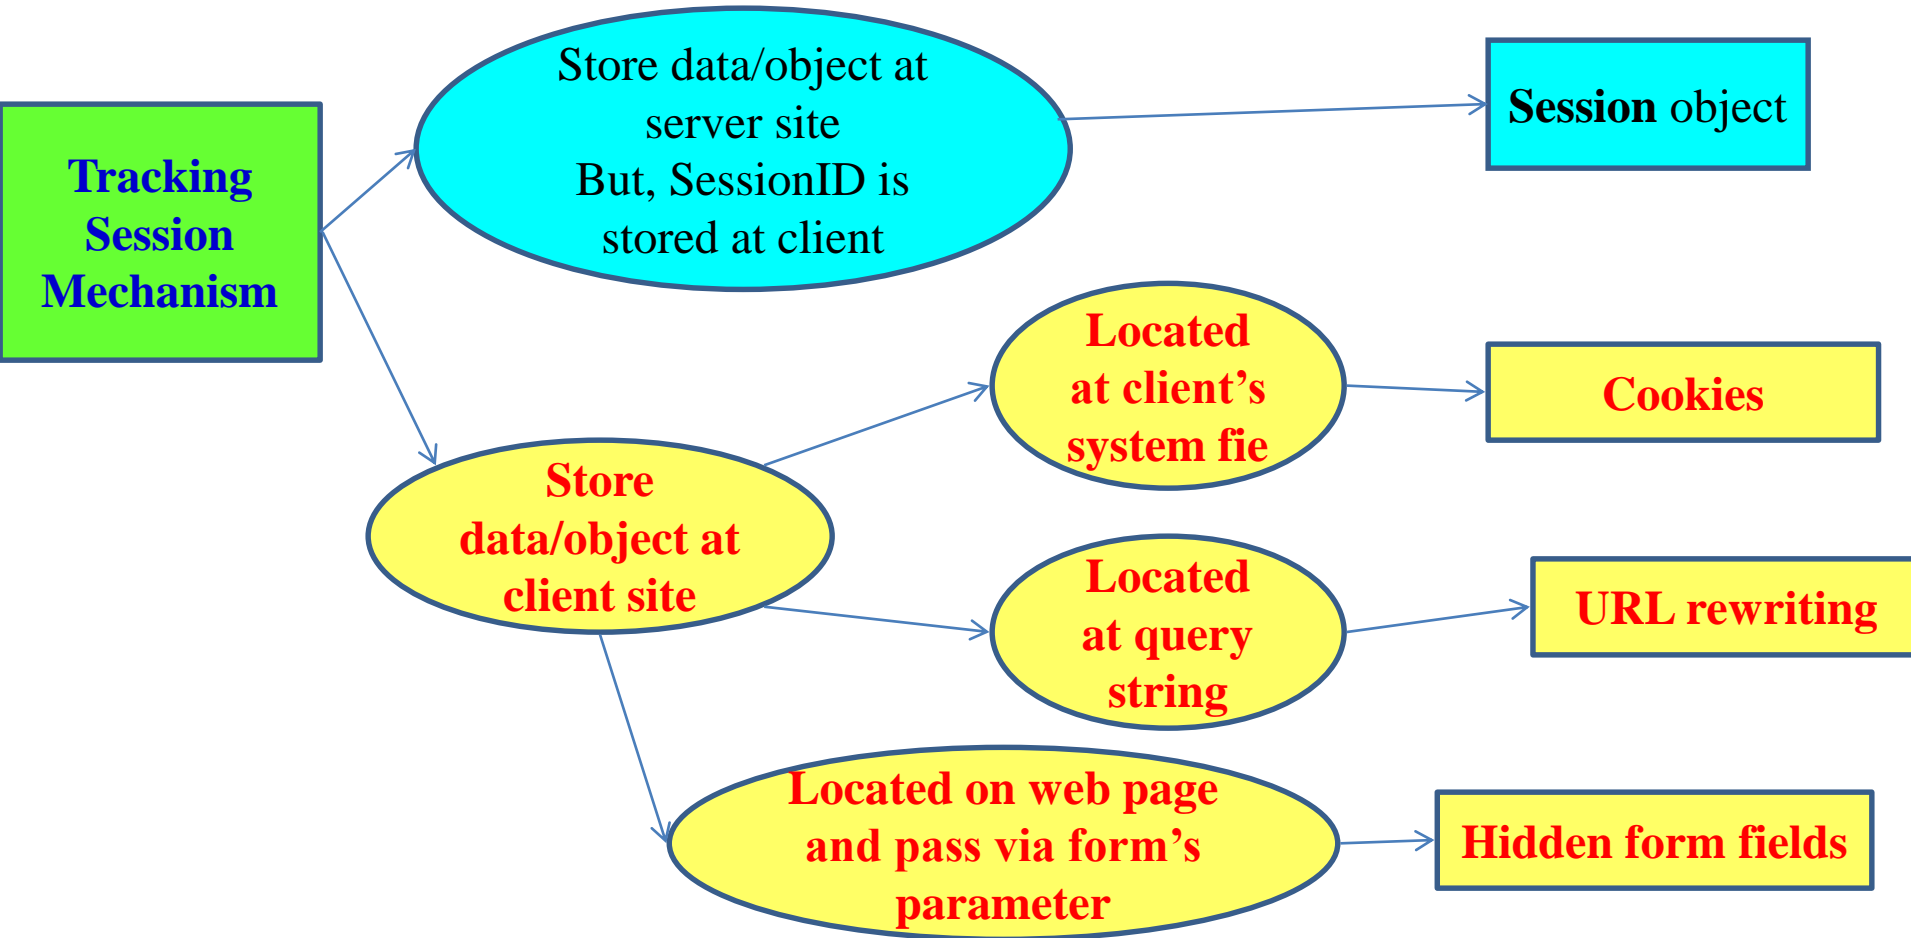 Tracking
Session
Mechanism
Store data/object at
server site
But, SessionID is
stored at client
Session object
Located
at client’s
system fie
Cookies
Store
data/object at
client site
Located
at query
string
URL rewriting
Located on web page
and pass via form’s
parameter
Hidden form fields